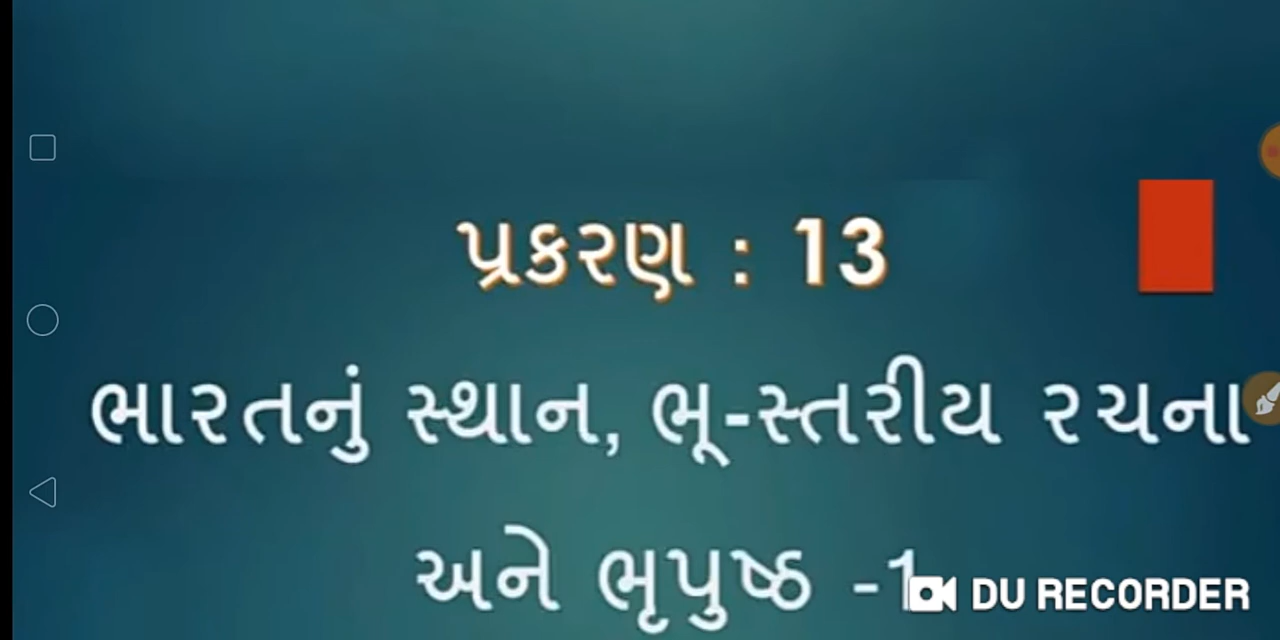 પ્રકરણ : 13
ભારતનું સ્થાન, ભૂ-સ્તરીય રચના
અને ભૃપુષ્ઠ -1
DU RECORDER